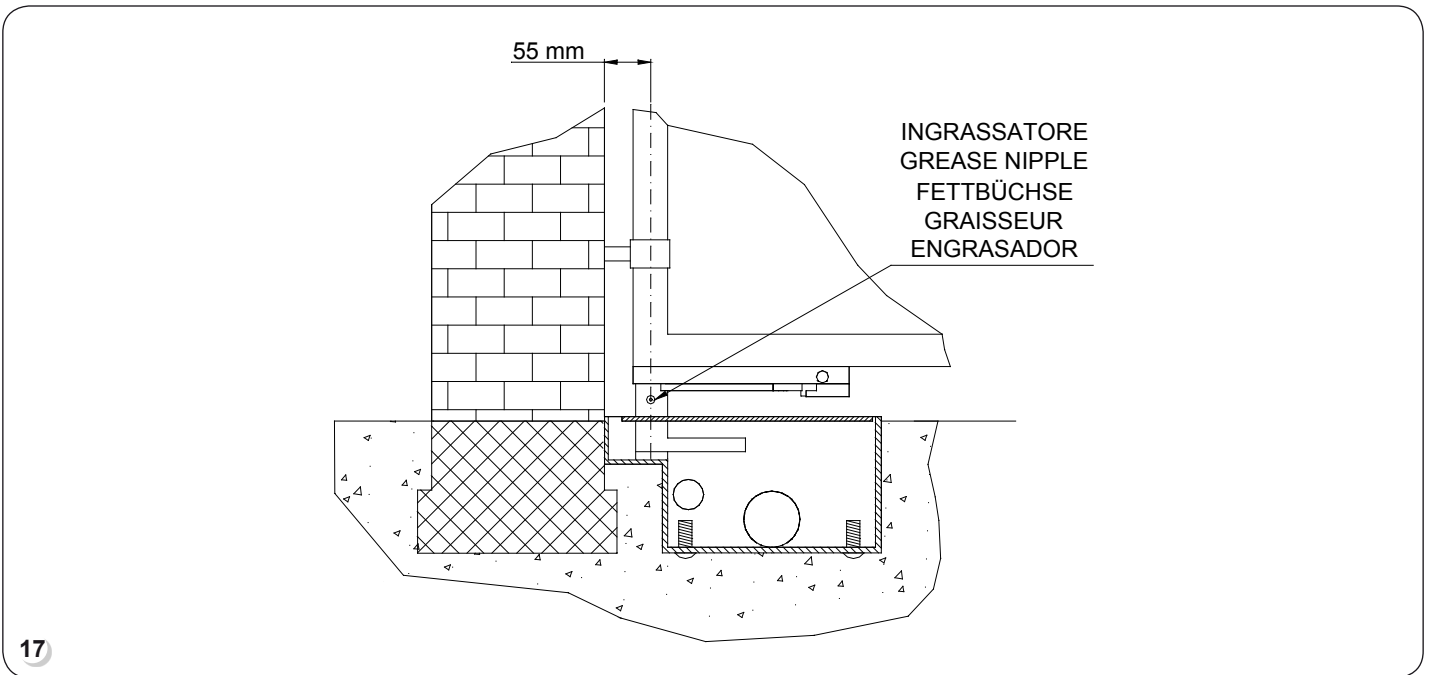 55 mm
INGRASSATORE
GREASE NIPPLE
FETTBÜCHSE
GRAISSEUR
ENGRASADOR
17